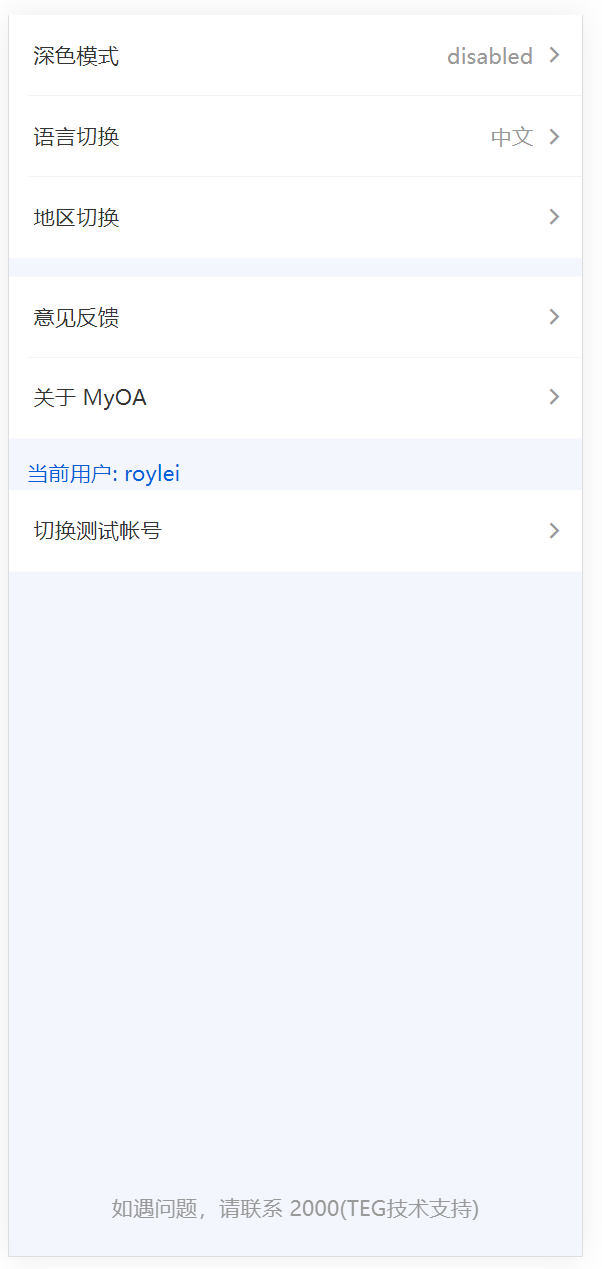 深色模式 disabled
语言切换 中文
地区切换
意见反馈
关于 MyOA
当前用户: roylei
切换测试帐号
如遇问题，请联系 2000(TEG技术支持)